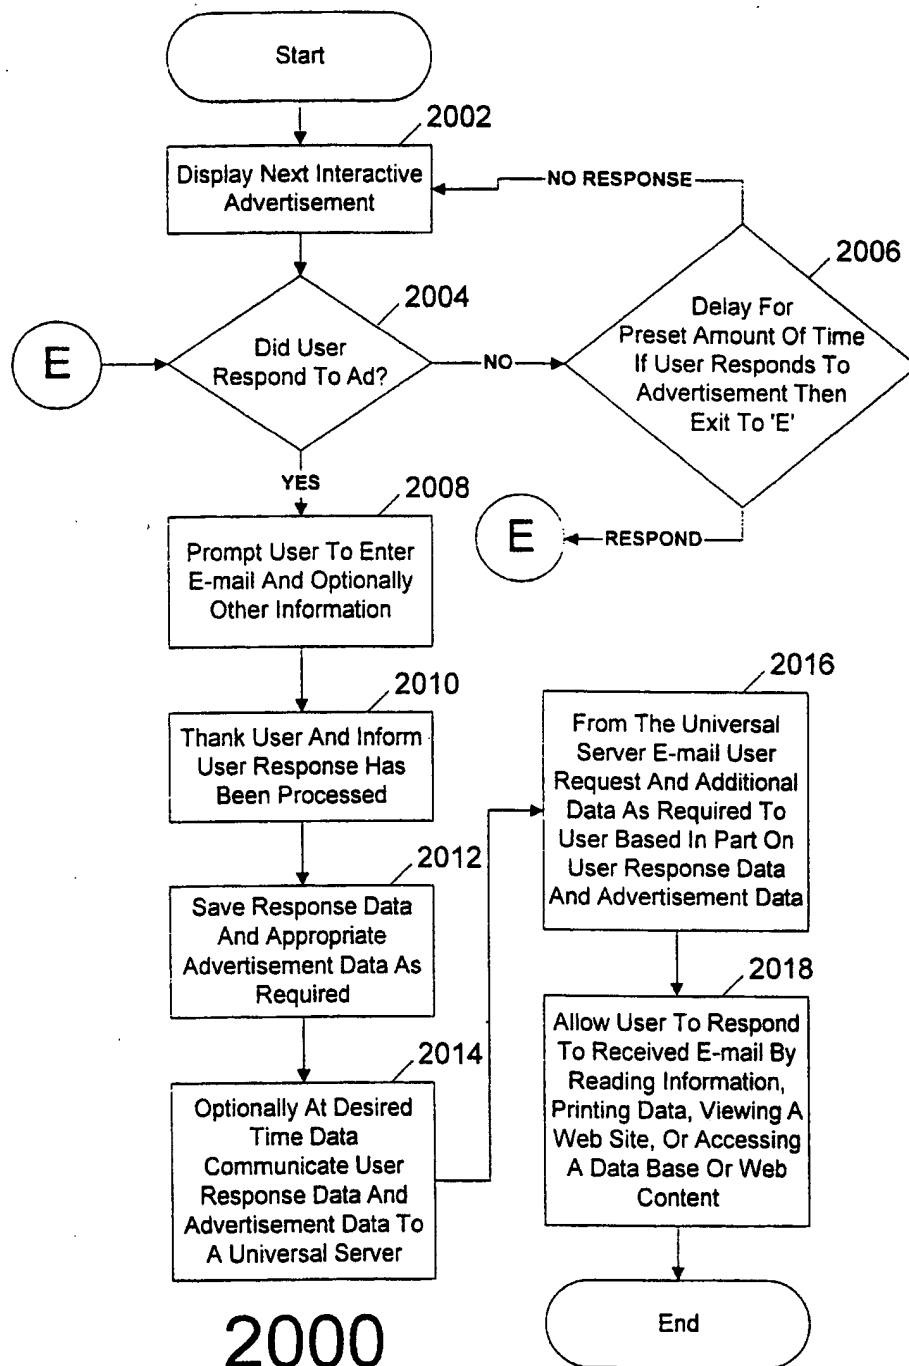 Start
2002
Display Next Interactive
Advertisement
NO RESPONSE
2004
2006
E
Did User
Respond To Ad?
NO
Delay For
Preset Amount Of Time
If User Responds To
Advertisement Then
Exit To 'E'
YES
2008
E
RESPOND
Prompt User To Enter
E-mail And Optionally
Other Information
2010
Thank User And Inform
User Response Has
Been Processed
2012
Save Response Data
And Appropriate
Advertisement Data As
Required
2014
Optionally At Desired
Time Data
Communicate User
Response Data And
Advertisement Data To
A Universal Server
2016
From The Universal
Server E-mail User
Request And Additional
Data As Required To
User Based In Part On
User Response Data
And Advertisement Data
2018
Allow User To Respond
To Received E-mail By
Reading Information,
Printing Data, Viewing A
Web Site, Or Accessing
A Data Base Or Web
Content
End
2000